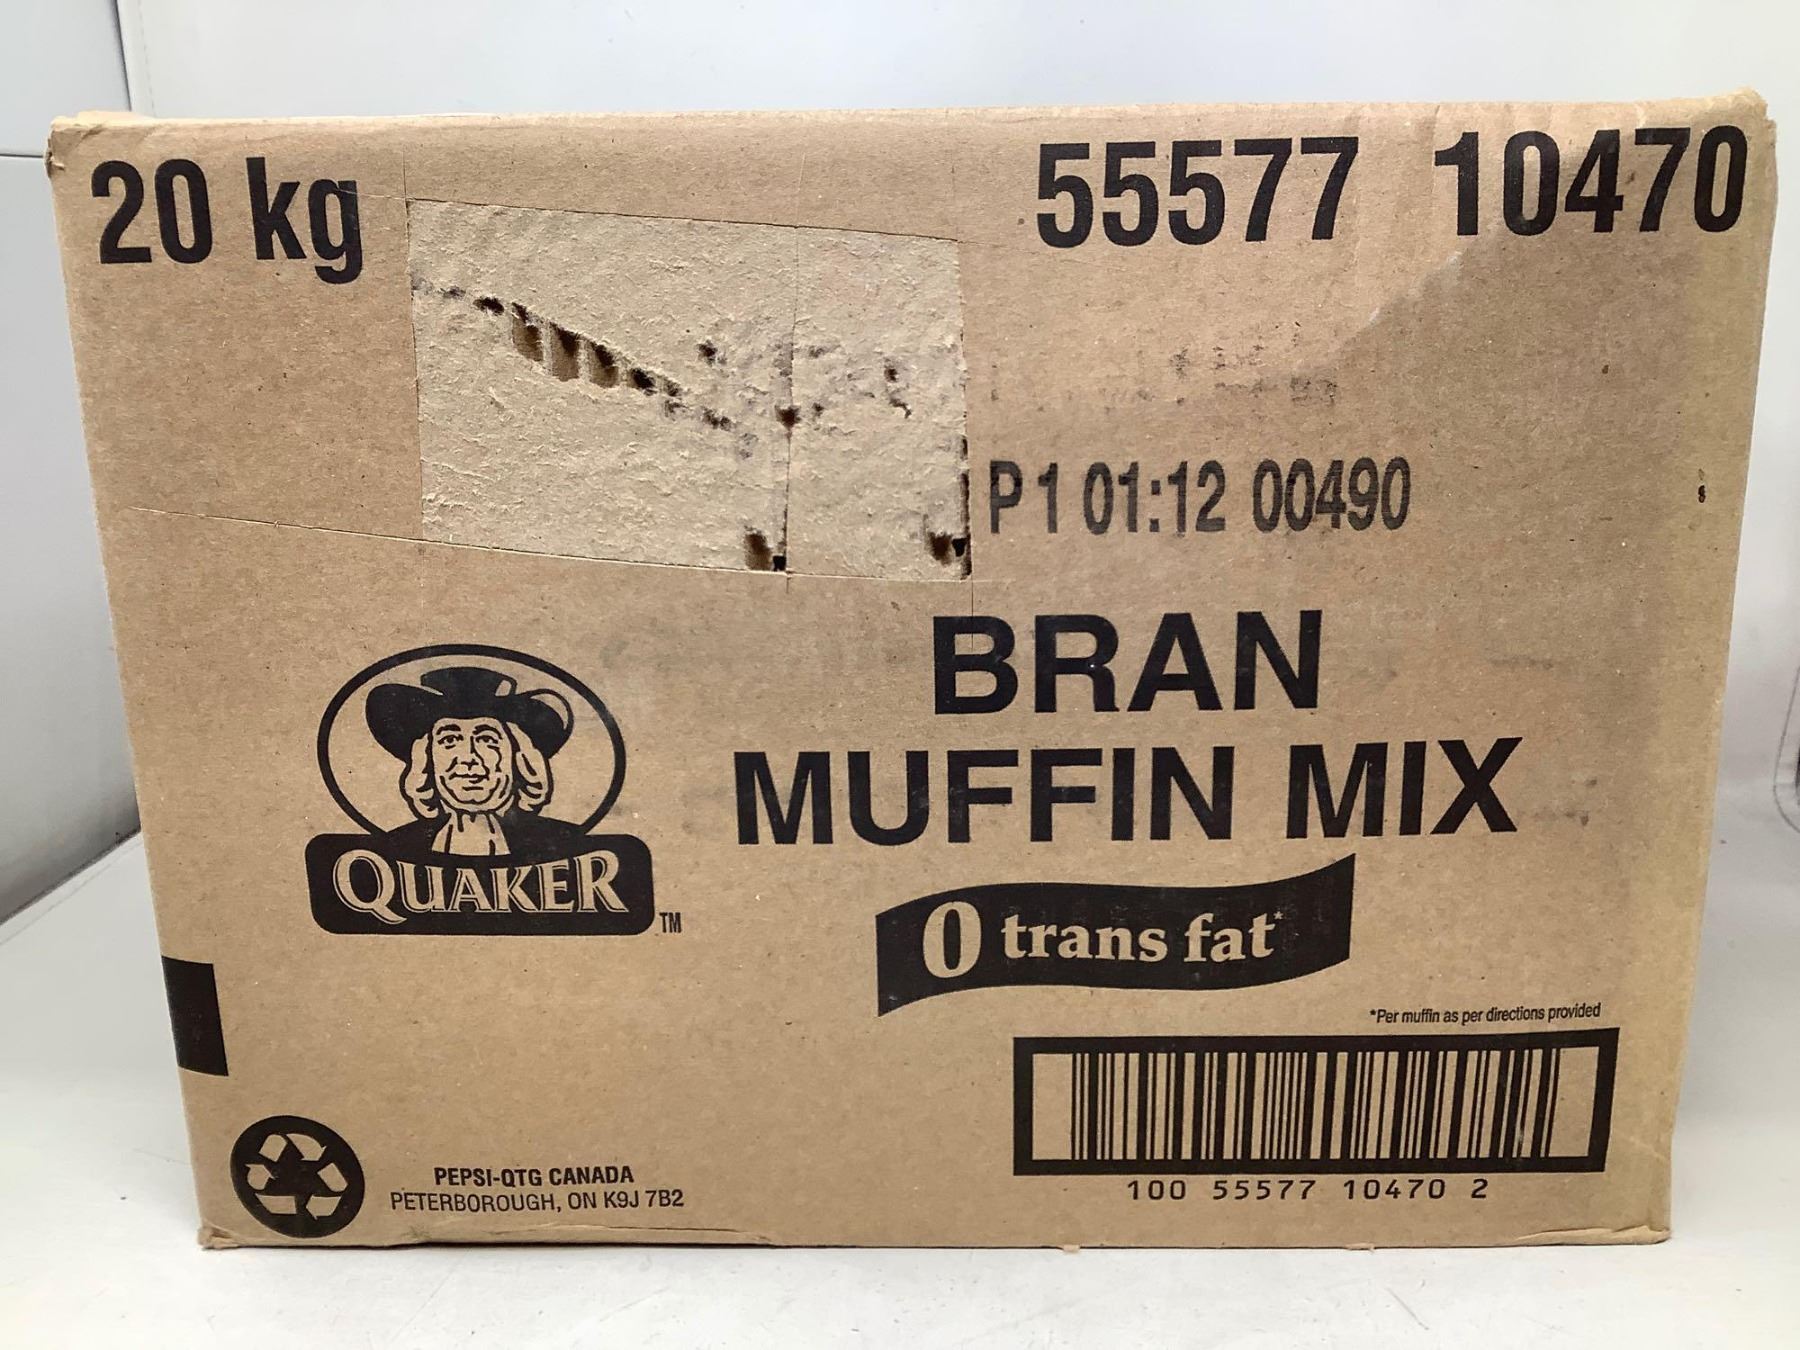 20 kg
55577 10470
P1 01:12 00490
BRAN
MUFFIN MIX
QUAKER TM
0 trans fat*
*Per muffin as per directions provided
PEPSI-QTG CANADA
PETERBOROUGH, ON K9J 7B2
100 55577 10470 2